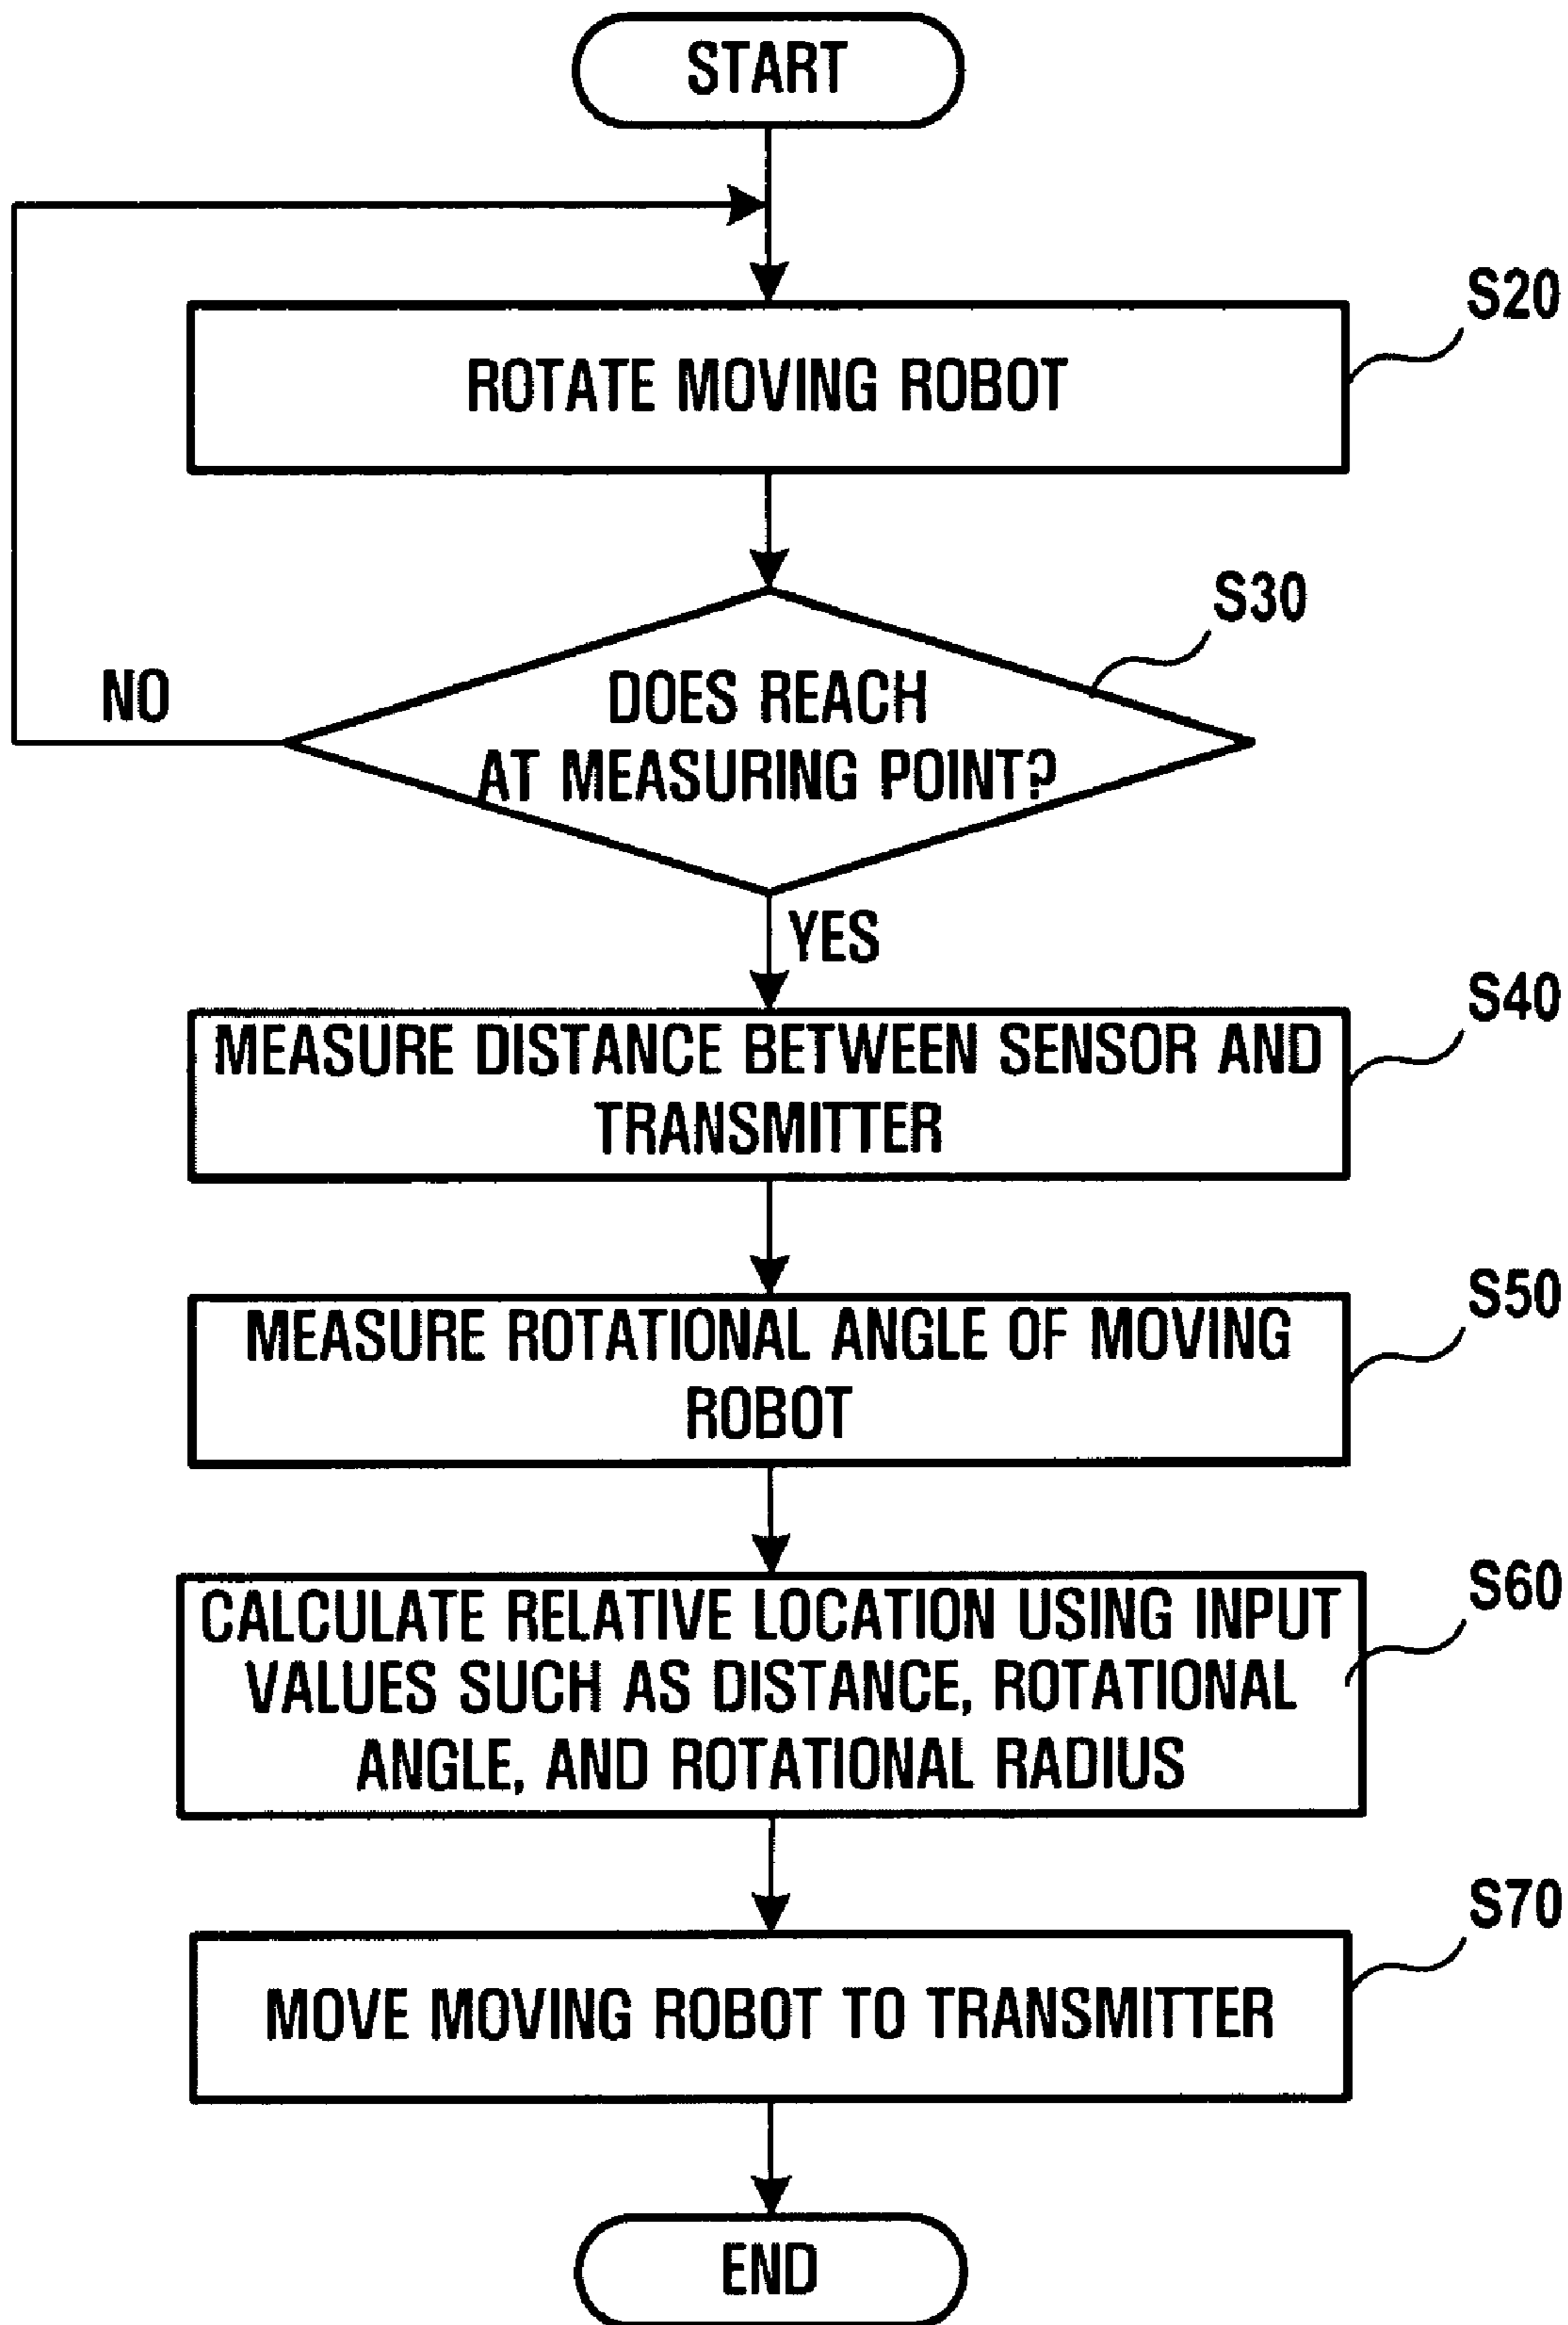 START
S20
ROTATE MOVING ROBOT
S30
DOES REACH
AT MEASURING POINT?
NO
YES
S40
MEASURE DISTANCE BETWEEN SENSOR AND
TRANSMITTER
S50
MEASURE ROTATIONAL ANGLE OF MOVING
ROBOT
S60
CALCULATE RELATIVE LOCATION USING INPUT
VALUES SUCH AS DISTANCE, ROTATIONAL
ANGLE, AND ROTATIONAL RADIUS
S70
MOVE MOVING ROBOT TO TRANSMITTER
END